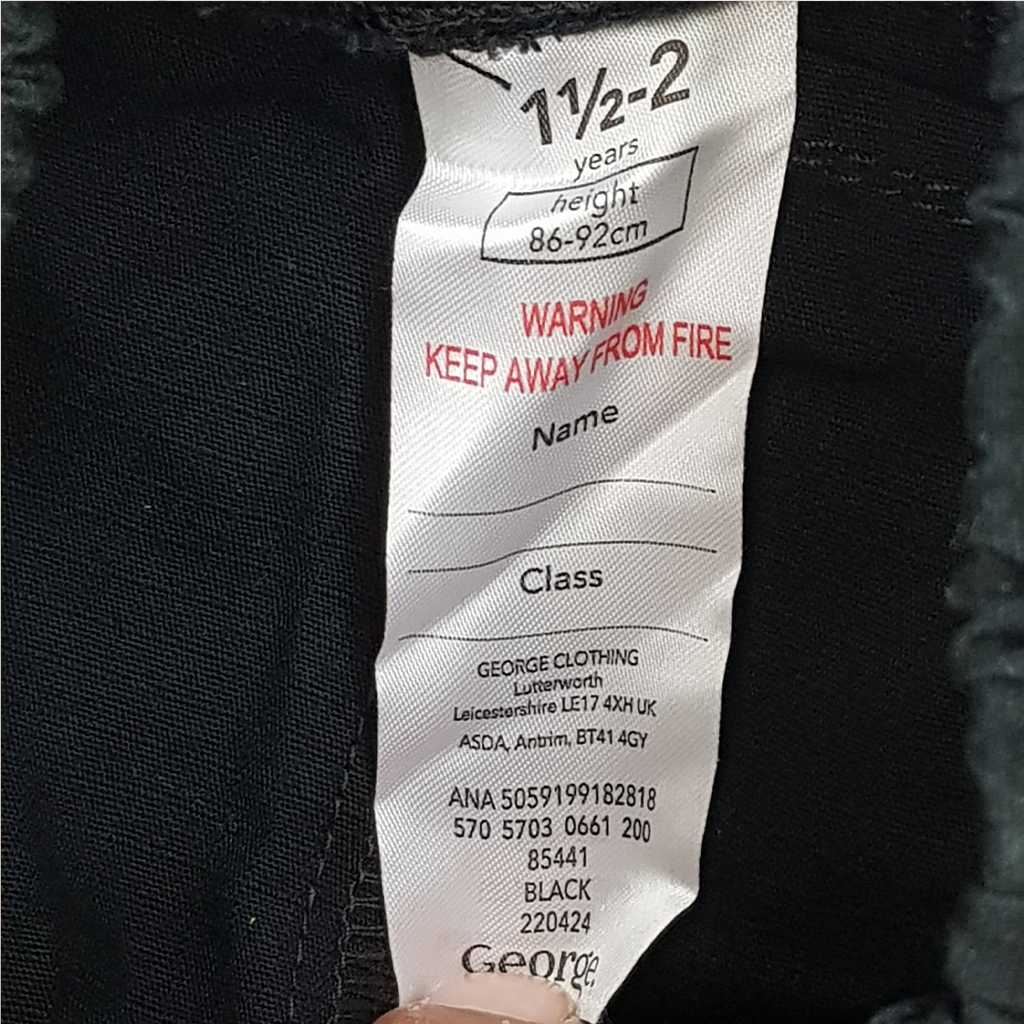 1½-2
years
height
86-92cm
WARNING
KEEP AWAY FROM FIRE
Name
Class
GEORGE CLOTHING
Lutterworth
Leicestershire LE17 4XH UK
ASDA, Antrim, BT41 4GY
ANA 5059199182818
570 5703 0661 200
85441
BLACK
220424
George